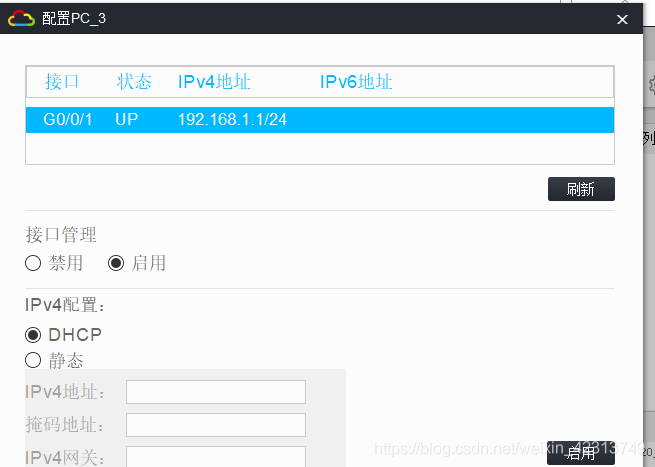 配置PC_3
接口 状态 IPv4地址 IPv6地址
G0/0/1 UP 192.168.1.1/24
刷新
接口管理
禁用 启用
IPv4配置：
DHCP
静态
IPv4地址：
掩码地址：
IPv4网关：
启用
https://blog.csdn.net/weixin_42313749
列
20_